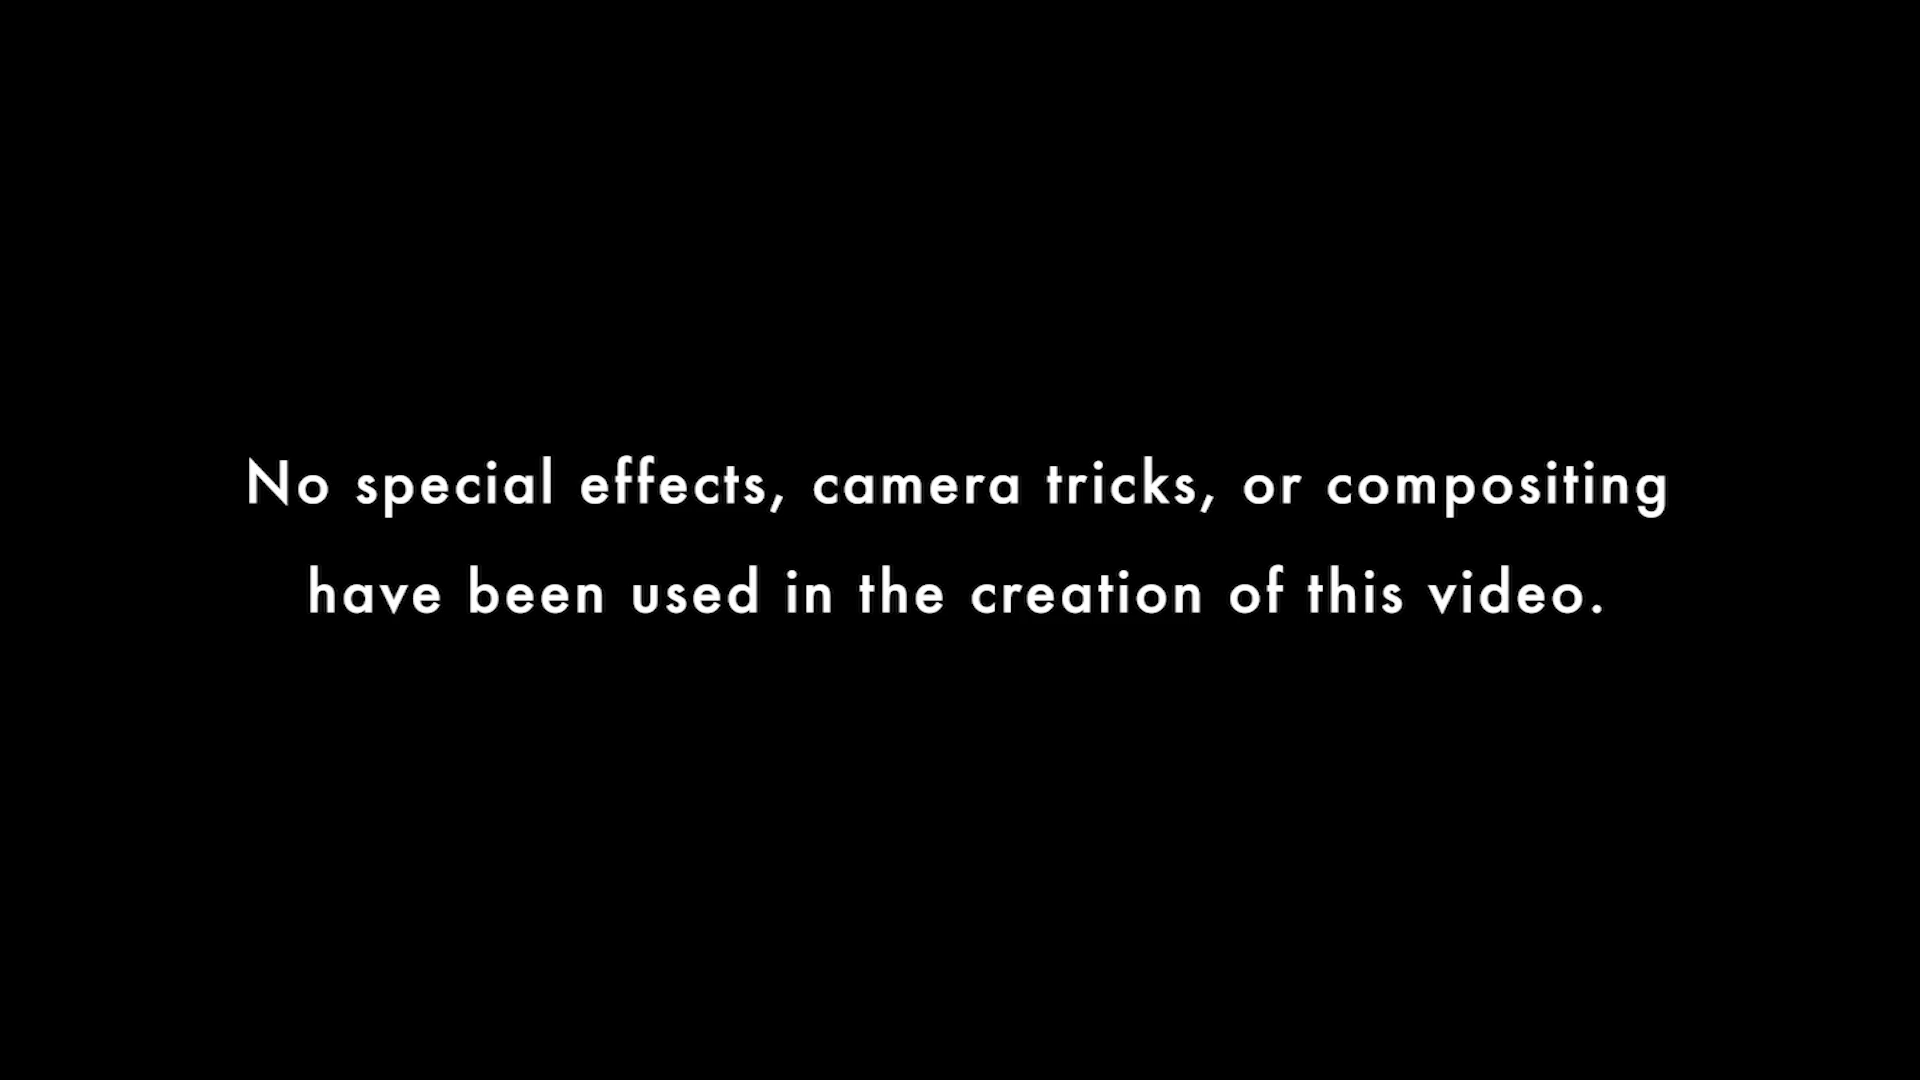 No special effects, camera tricks, or compositing
have been used in the creation of this video.